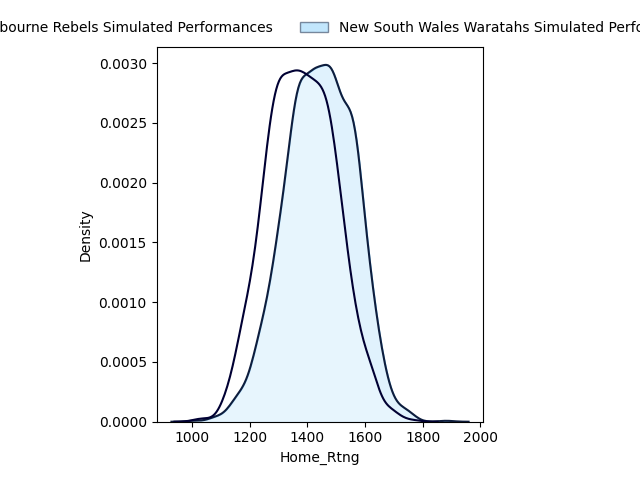 bourne Rebels Simulated Performances New South Wales Waratahs Simulated Perfo
0.0030
0.0025
0.0020
0.0015
0.0010
0.0005
0.0000
Density
1000 1200 1400 1600 1800 2000
Home_Rtng